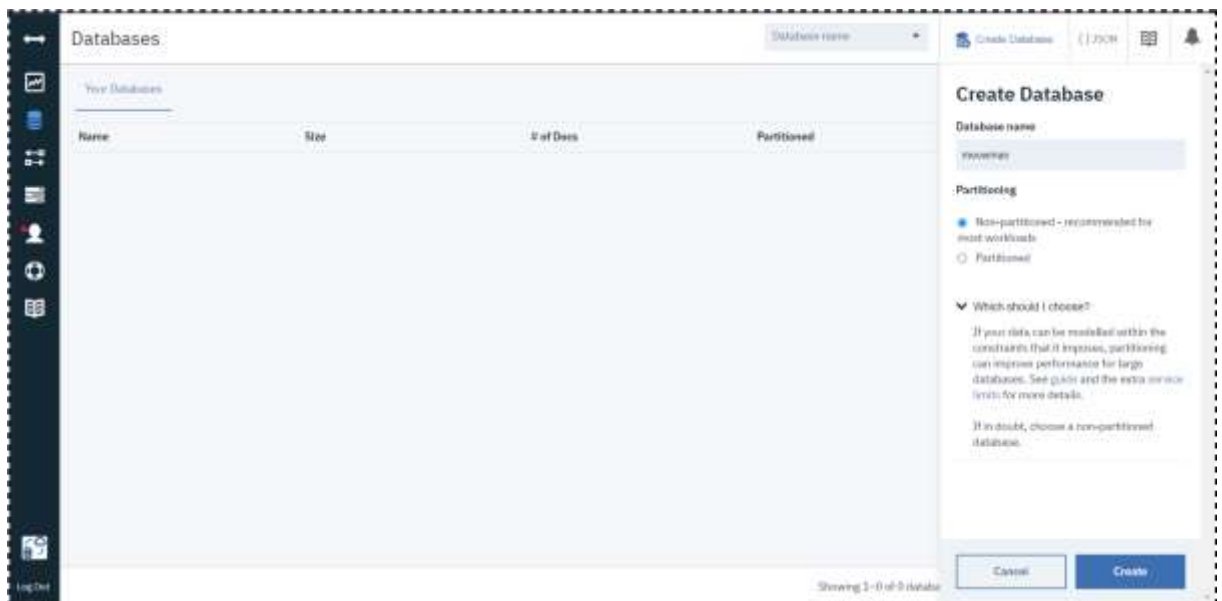 Databases
Database name
Create Database
{ } JSON
Your Databases
Name
Size
# of Docs
Partitioned
Create Database
Database name
Partitioning
Non-partitioned - recommended for
most workloads
Partitioned
Which should I choose?
If your data can be modelled within the
constraints that it imposes, partitioning
can improve performance for large
databases. See guide and the extra service
limits for more details.
If in doubt, choose a non-partitioned
database.
Cancel
Create
Log Out
Showing 1–0 of 0 databa